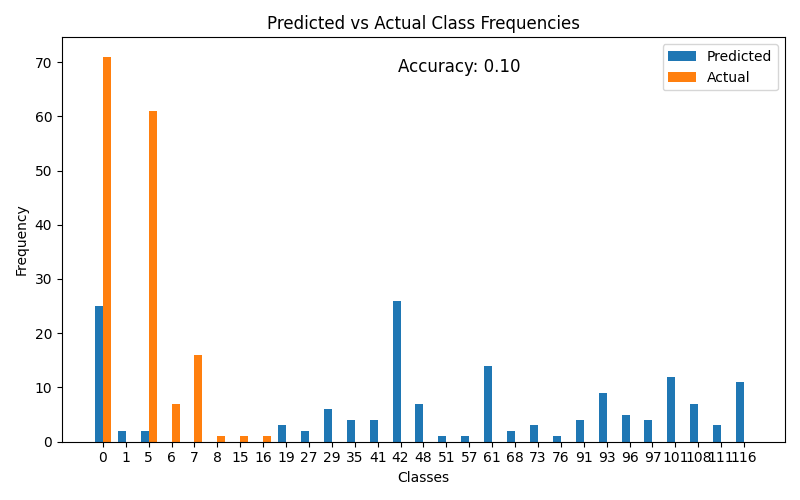 Predicted vs Actual Class Frequencies
Accuracy: 0.10
Predicted
Actual
Frequency
70
60
50
40
30
20
10
0
0 1 5 6 7 8 15 16 19 27 29 35 41 42 48 51 57 61 68 73 76 91 93 96 97 101 108 111 116
Classes